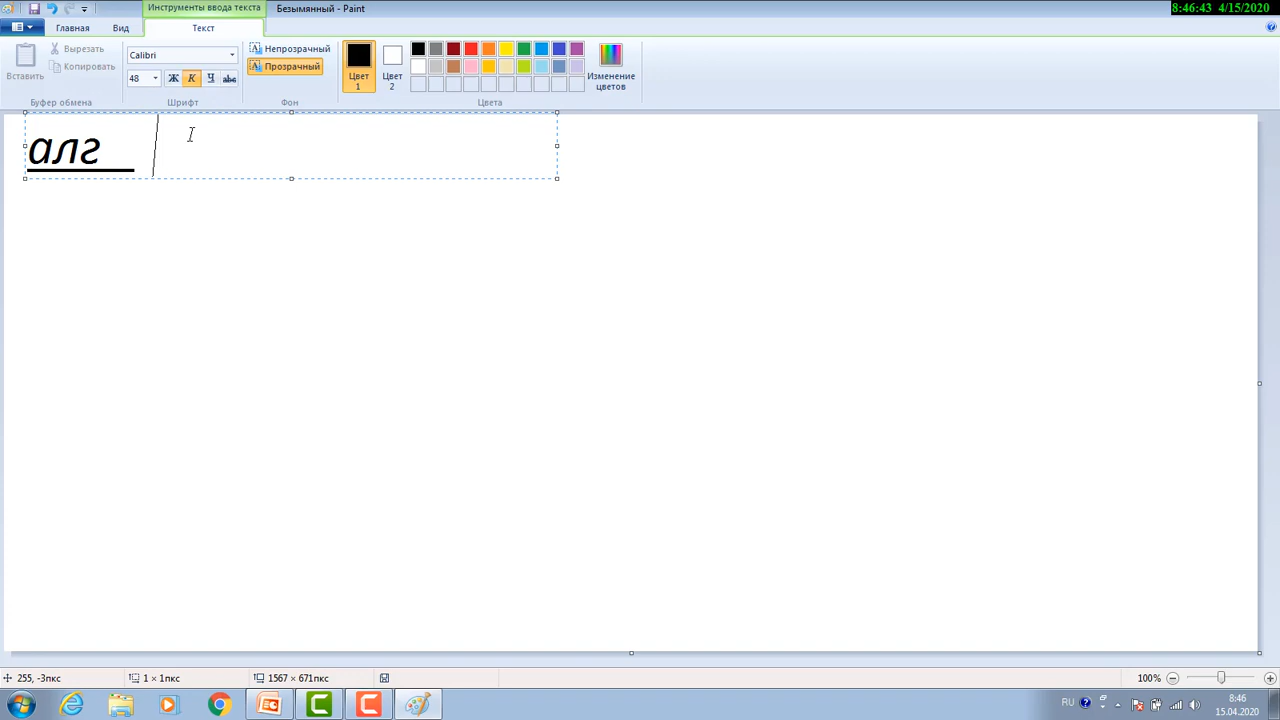 Инструменты ввода текста
Безымянный - Paint
8:46:43 4/15/2020
Главная
Вид
Текст
Вставить
Вырезать
Копировать
Буфер обмена
Calibri
48
Ж К Ч abc
Шрифт
Непрозрачный
Прозрачный
Фон
Цвет 1
Цвет 2
Изменение цветов
Цвета
алг
255, -3пкс
1 × 1пкс
1567 × 671пкс
100%
RU
8:46
15.04.2020